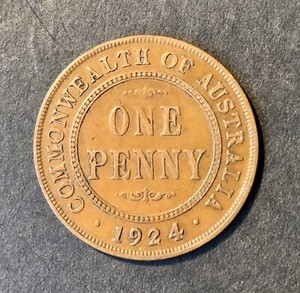 COMMONWEALTH OF AUSTRALIA
ONE
PENNY
· 1924 ·